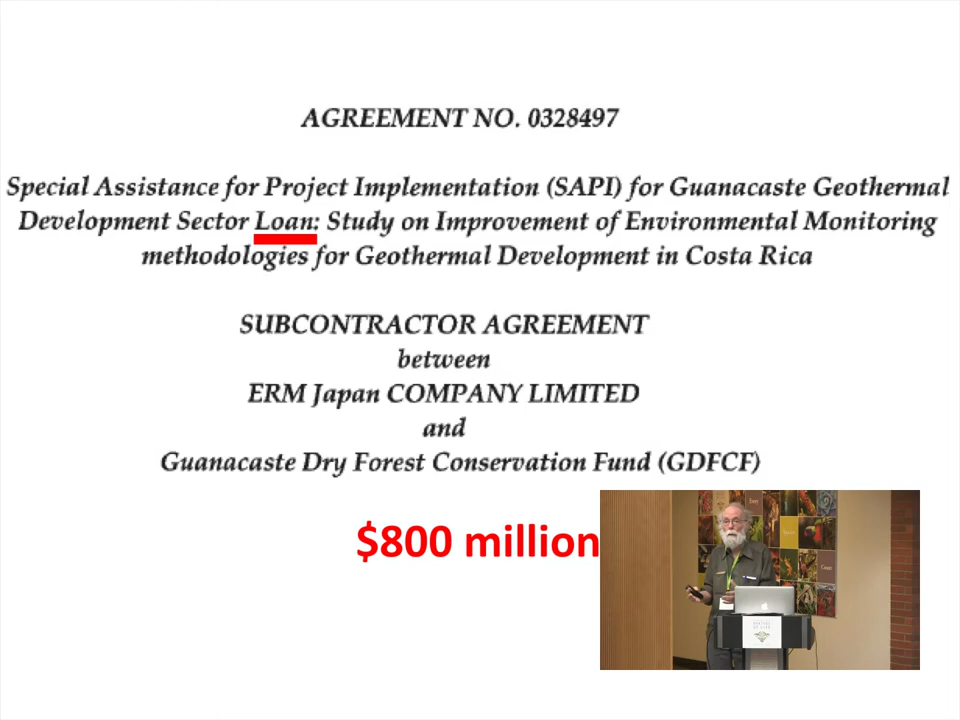 AGREEMENT NO. 0328497
Special Assistance for Project Implementation (SAPI) for Guanacaste Geothermal
Development Sector Loan: Study on Improvement of Environmental Monitoring
methodologies for Geothermal Development in Costa Rica
SUBCONTRACTOR AGREEMENT
between
ERM Japan COMPANY LIMITED
and
Guanacaste Dry Forest Conservation Fund (GDFCF)
$800 million